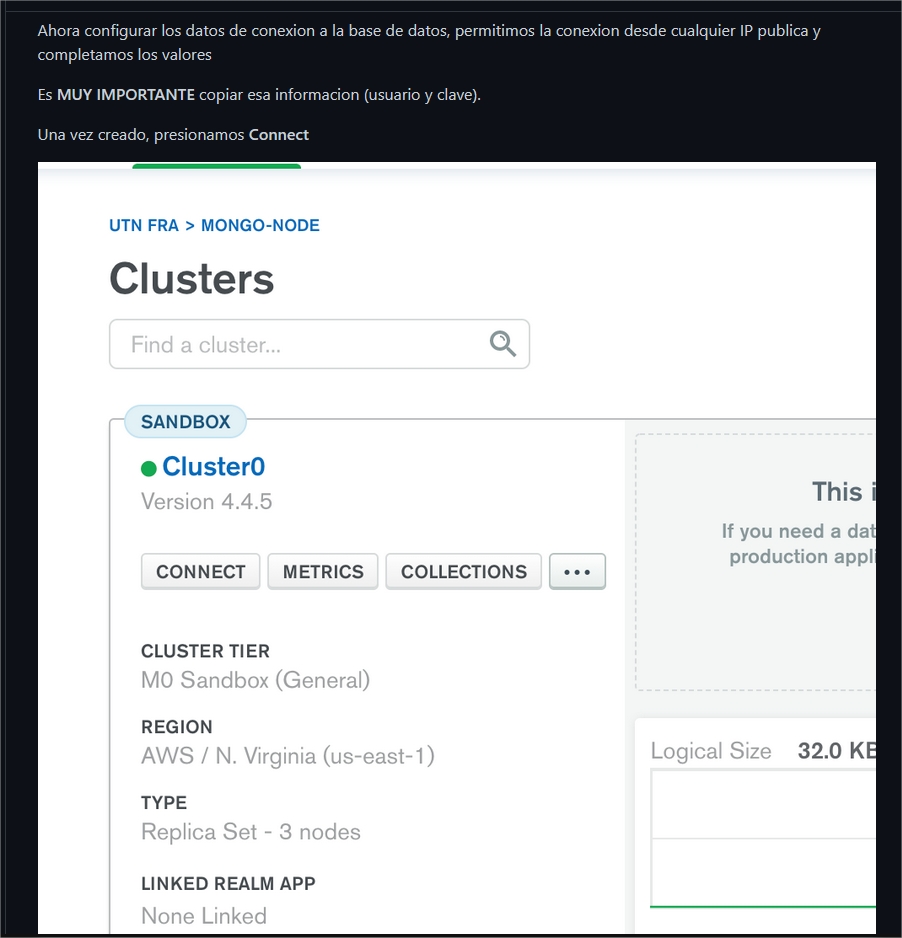 Ahora configurar los datos de conexion a la base de datos, permitimos la conexion desde cualquier IP publica y
completamos los valores
Es MUY IMPORTANTE copiar esa informacion (usuario y clave).
Una vez creado, presionamos Connect
UTN FRA > MONGO-NODE
Clusters
Find a cluster...
SANDBOX
Cluster0
Version 4.4.5
CONNECT METRICS COLLECTIONS ...
CLUSTER TIER
M0 Sandbox (General)
REGION
AWS / N. Virginia (us-east-1)
TYPE
Replica Set - 3 nodes
LINKED REALM APP
None Linked
This i
If you need a dat
production appli
Logical Size 32.0 KB